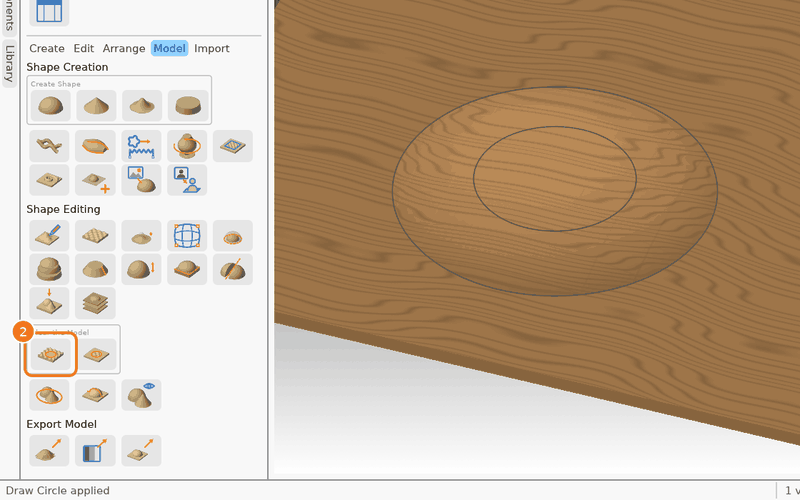 Library
Create Edit Arrange Model Import
Shape Creation
Create Shape
Shape Editing
2
Model
Export Model
Draw Circle applied
1